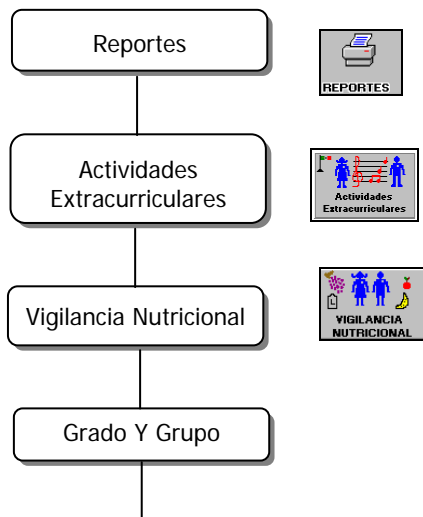 Reportes
REPORTES
Actividades
Extracurriculares
Actividades
Extracurriculares
Vigilancia Nutricional
L
VIGILANCIA
NUTRICIONAL
Grado Y Grupo